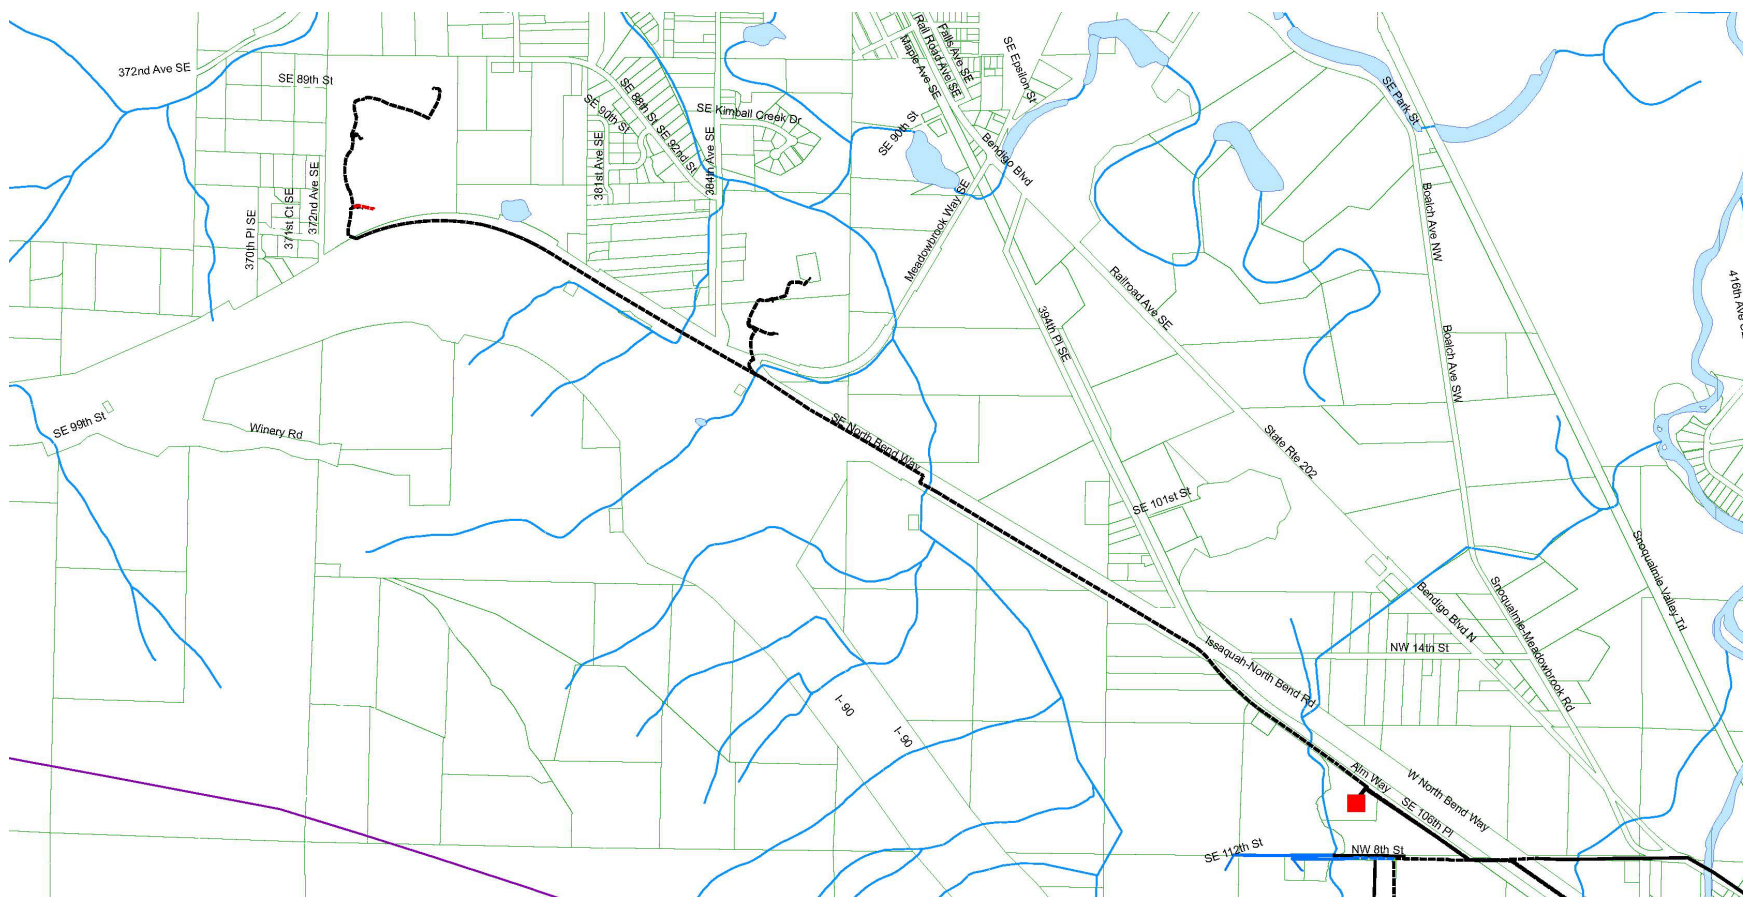 372nd Ave SE
SE 89th St
370th Pl SE
371st Ct SE
372nd Ave SE
SE 88th St
SE 90th St
SE 92nd St
381st Ave SE
384th Ave SE
SE Kimball Creek Dr
Maple Ave SE
Rail Road Ave SE
Falls Ave SE
SE Epsilon St
SE 90th St
Bendigo Blvd
Meadowbrook Way SE
SE Park St
Boalch Ave NW
416th Ave
Railroad Ave SE
394th Pl SE
Boalch Ave SW
SE 99th St
Winery Rd
SE North Bend Way
State Rte 202
SE 101st St
Snoqualmie Valley Trl
Bendigo Blvd N
Snoqualmie-Meadowbrook Rd
Issaquah-North Bend Rd
NW 14th St
I- 90
I- 90
Alm Way
W North Bend Way
SE 106th Pl
SE 112th St
NW 8th St